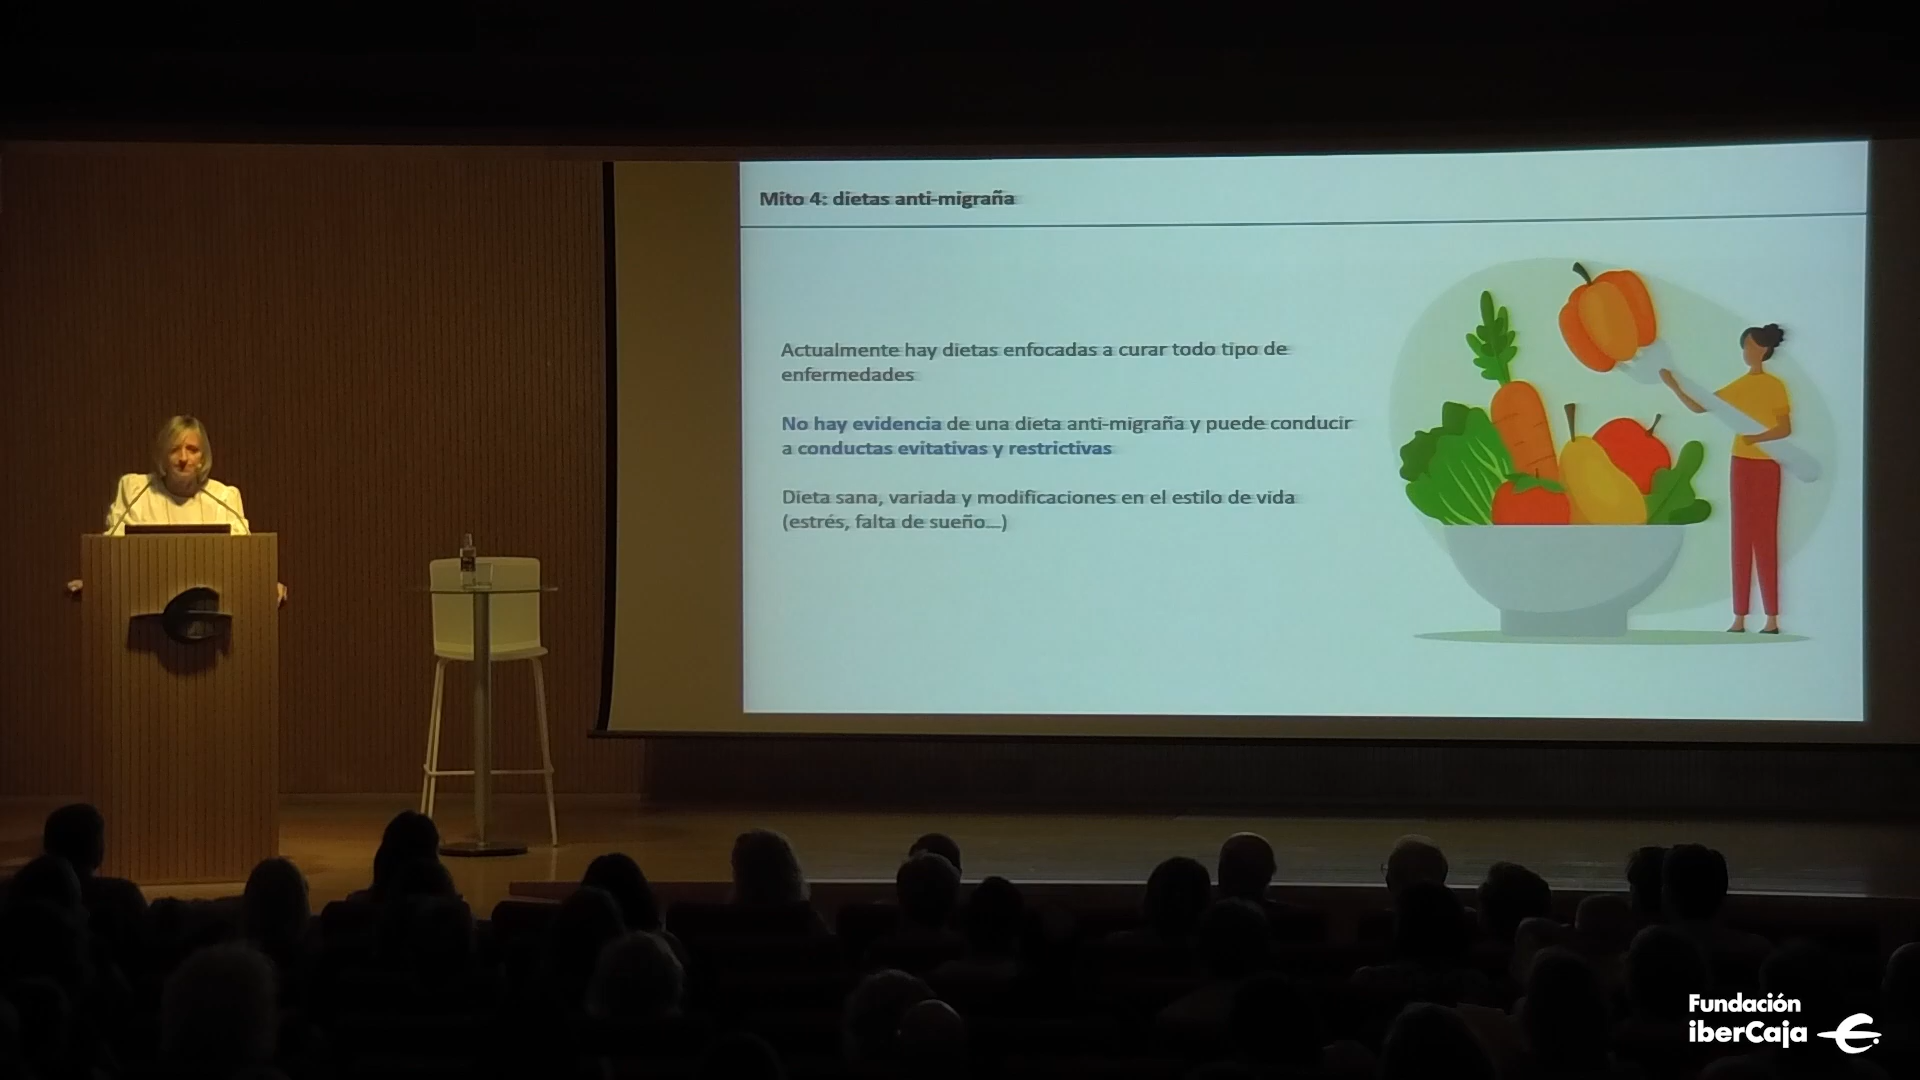 Mito 4: dietas anti-migraña
Actualmente hay dietas enfocadas a curar todo tipo de
enfermedades
No hay evidencia de una dieta anti-migraña y puede conducir
a conductas evitativas y restrictivas
Dieta sana, variada y modificaciones en el estilo de vida
(estrés, falta de sueño...)
Fundación
iberCaja